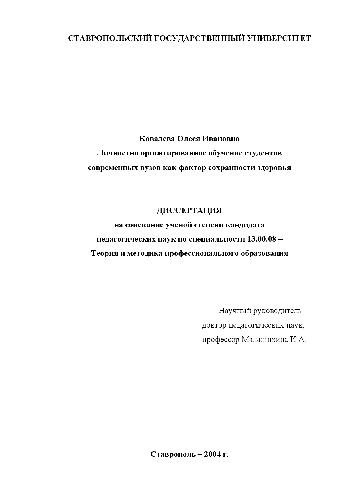 СТАВРОПОЛЬСКИЙ ГОСУДАРСТВЕННЫЙ УНИВЕРСИТЕТ
Ковалева Олеся Ивановна
Личностно ориентированное обучение студентов
современных вузов как фактор сохранности здоровья
ДИССЕРТАЦИЯ
на соискание ученой степени кандидата
педагогических наук по специальности 13.00.08 –
Теория и методика профессионального образования
Научный руководитель
доктор педагогических наук,
профессор И.А.
Ставрополь – 2004 г.